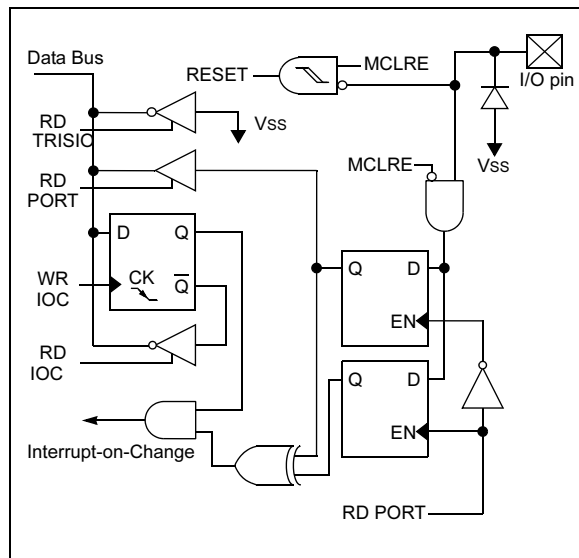 Data Bus
MCLRE
RESET
I/O pin
RD
TRISIO
VSS
VSS
RD
PORT
MCLRE
D
Q
CK
Q
WR
IOC
Q
D
EN
RD
IOC
Q
D
EN
Interrupt-on-Change
RD PORT